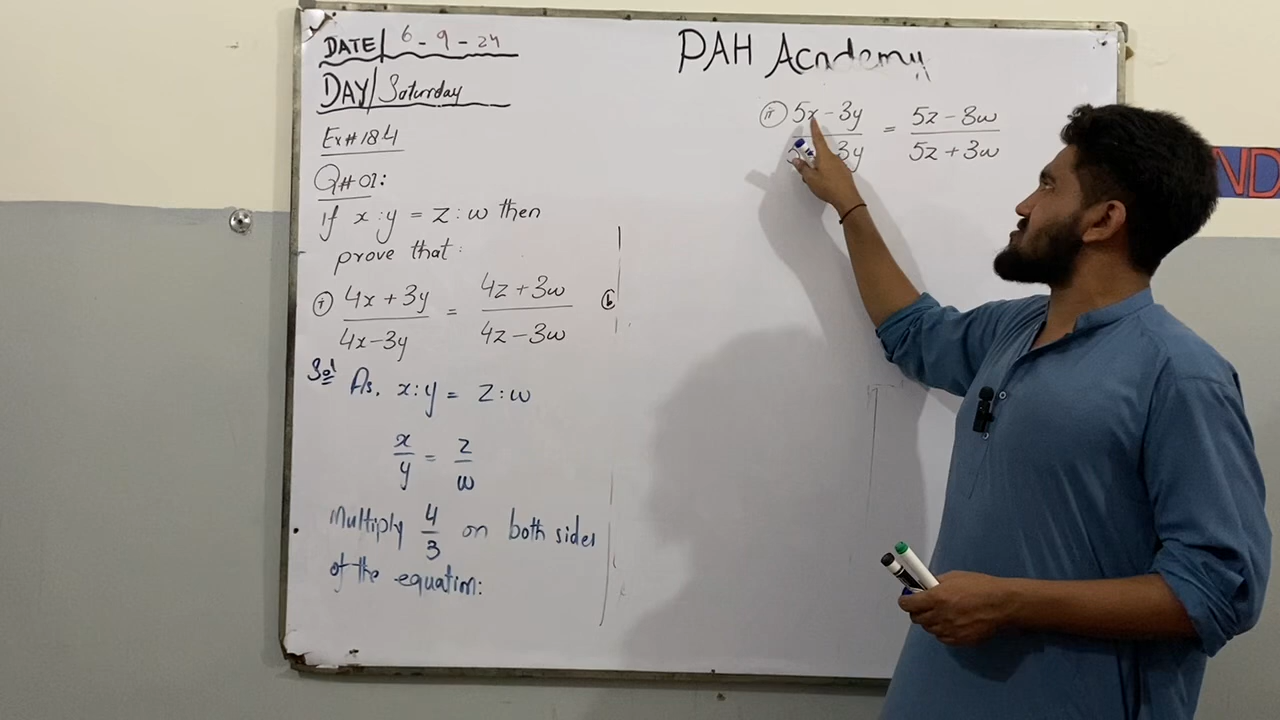 DATE/ 6-9-24
DAY/ Saturday
Ex#18.4
Q#01:
if x:y = z:w then
prove that:
(i) 4x+3y / 4x-3y = 4z+3w / 4z-3w
Sol
As, x:y = z:w
x/y = z/w
Multiply 4/3 on both sides
of the equation:
PAH Academy
(ii) 5x-3y / 3y = 5z-3w / 5z+3w
ND